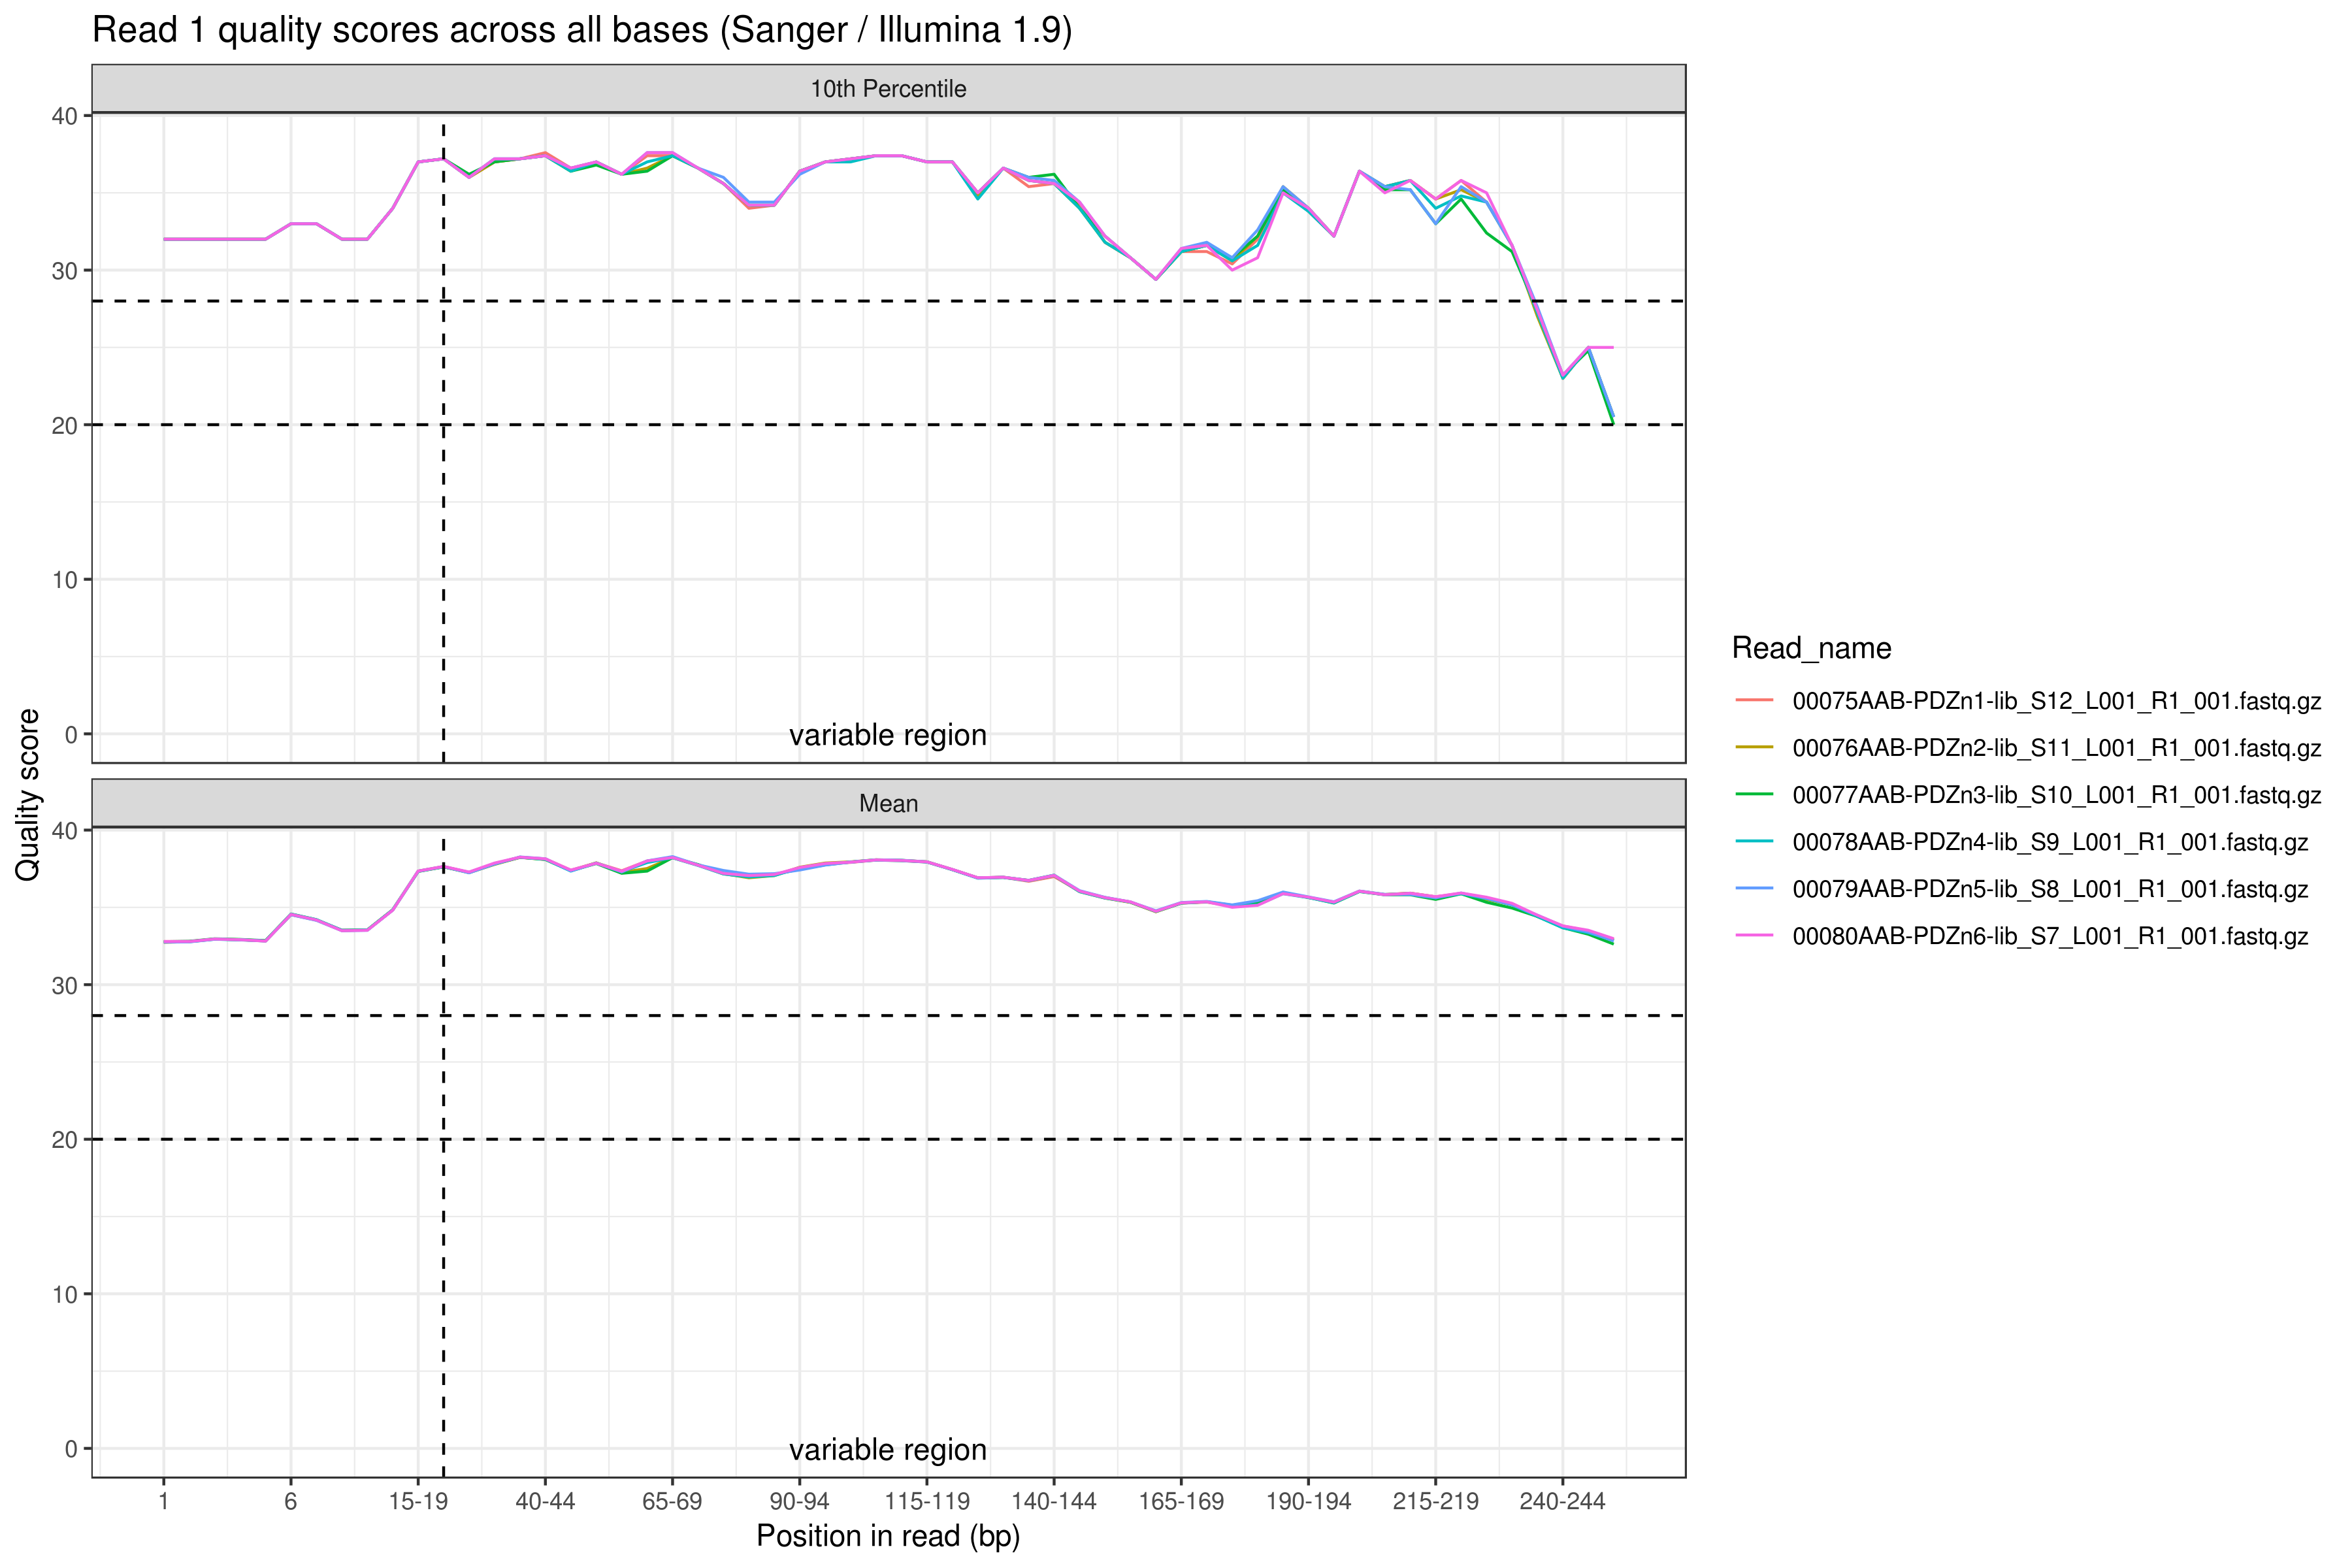 Read 1 quality scores across all bases (Sanger / Illumina 1.9)
10th Percentile
40
30
20
10
0
variable region
Mean
40
30
20
10
0
variable region
Quality score
1 6 15-19 40-44 65-69 90-94 115-119 140-144 165-169 190-194 215-219 240-244
Position in read (bp)
Read_name
00075AAB-PDZn1-lib_S12_L001_R1_001.fastq.gz
00076AAB-PDZn2-lib_S11_L001_R1_001.fastq.gz
00077AAB-PDZn3-lib_S10_L001_R1_001.fastq.gz
00078AAB-PDZn4-lib_S9_L001_R1_001.fastq.gz
00079AAB-PDZn5-lib_S8_L001_R1_001.fastq.gz
00080AAB-PDZn6-lib_S7_L001_R1_001.fastq.gz